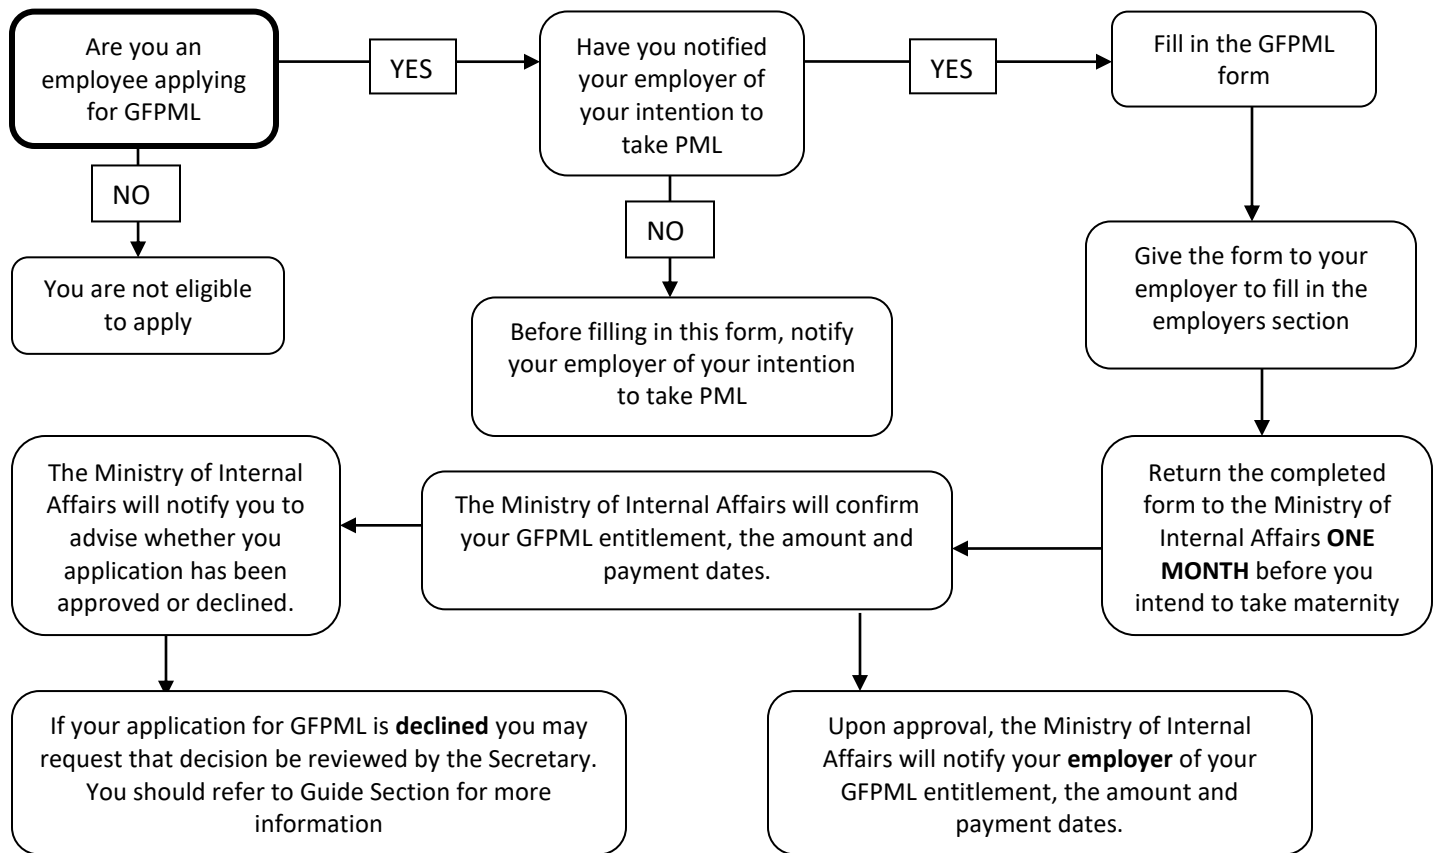 Are you an
employee applying
for GFPML
YES
Have you notified
your employer of
your intention to
take PML
YES
Fill in the GFPML
form
NO
You are not eligible
to apply
NO
Before filling in this form, notify
your employer of your intention
to take PML
Give the form to your
employer to fill in the
employers section
Return the completed
form to the Ministry of
Internal Affairs ONE
MONTH before you
intend to take maternity
The Ministry of Internal Affairs will confirm
your GFPML entitlement, the amount and
payment dates.
The Ministry of Internal
Affairs will notify you to
advise whether you
application has been
approved or declined.
If your application for GFPML is declined you may
request that decision be reviewed by the Secretary.
You should refer to Guide Section for more
information
Upon approval, the Ministry of Internal
Affairs will notify your employer of your
GFPML entitlement, the amount and
payment dates.